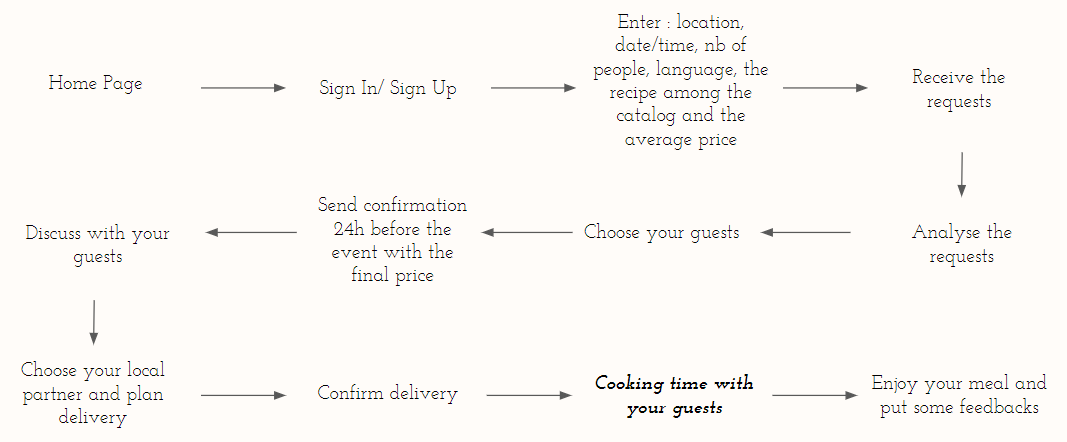 Home Page
Sign In/ Sign Up
Enter : location,
date/time, nb of
people, language, the
recipe among the
catalog and the
average price
Receive the
requests
Analyse the
requests
Choose your guests
Send confirmation
24h before the
event with the
final price
Discuss with your
guests
Choose your local
partner and plan
delivery
Confirm delivery
Cooking time with
your guests
Enjoy your meal and
put some feedbacks